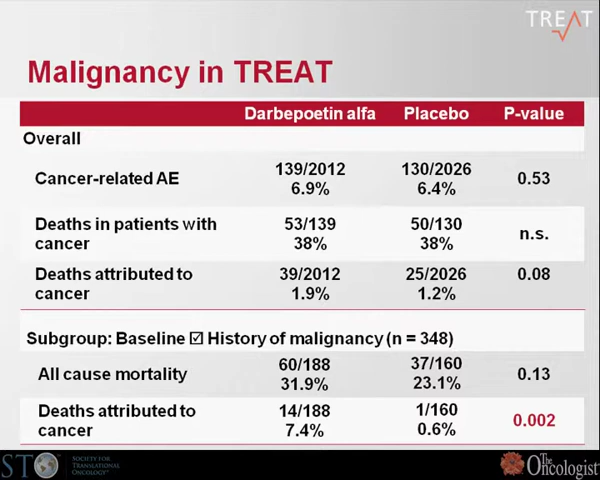 TREAT
Malignancy in TREAT
Darbepoetin alfa Placebo P-value
Overall
Cancer-related AE 139/2012 6.9% 130/2026 6.4% 0.53
Deaths in patients with cancer 53/139 38% 50/130 38% n.s.
Deaths attributed to cancer 39/2012 1.9% 25/2026 1.2% 0.08
Subgroup: Baseline ☑ History of malignancy (n = 348)
All cause mortality 60/188 31.9% 37/160 23.1% 0.13
Deaths attributed to cancer 14/188 7.4% 1/160 0.6% 0.002
STO SOCIETY FOR TRANSLATIONAL ONCOLOGY
The Oncologist